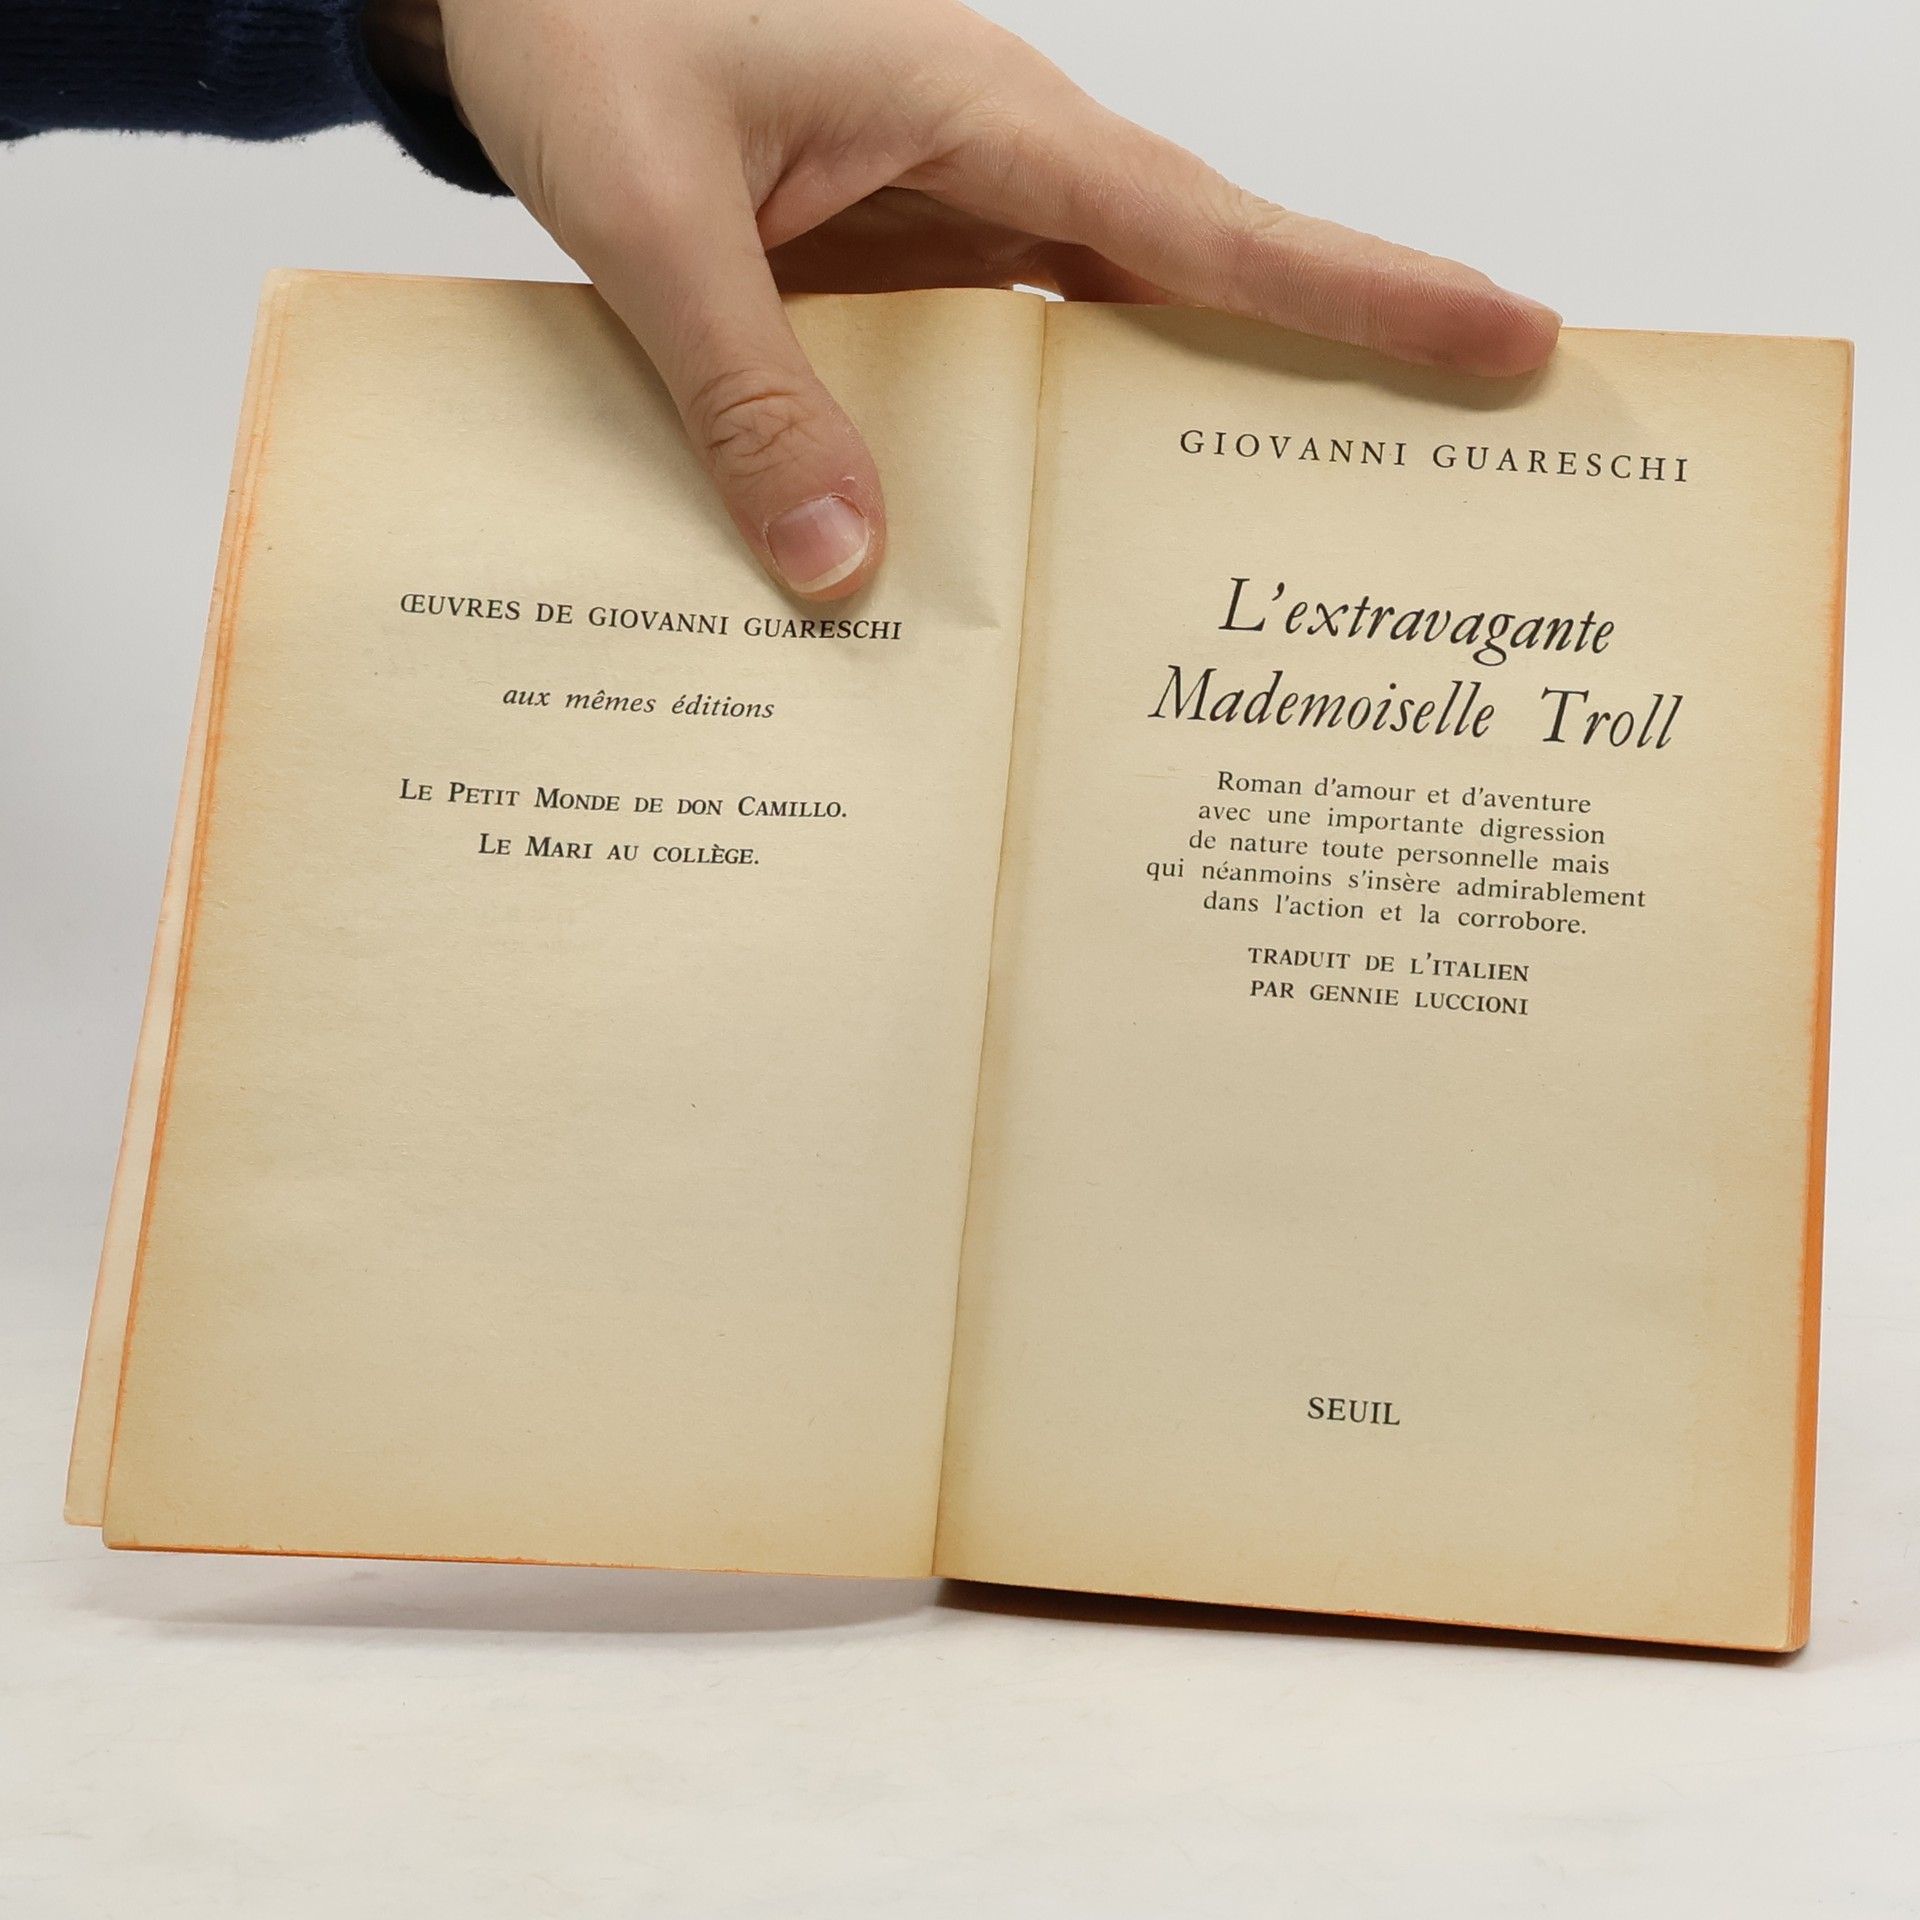 ŒUVRES DE GIOVANNI GUARESCHI
aux mêmes éditions
LE PETIT MONDE DE DON CAMILLO.
LE MARI AU COLLÈGE.
GIOVANNI GUARESCHI
L'extravagante
Mademoiselle Troll
Roman d'amour et d'aventure
avec une importante digression
de nature toute personnelle mais
qui néanmoins s'insère admirablement
dans l'action et la corrobore.
TRADUIT DE L'ITALIEN
PAR GENNIE LUCCIONI
SEUIL